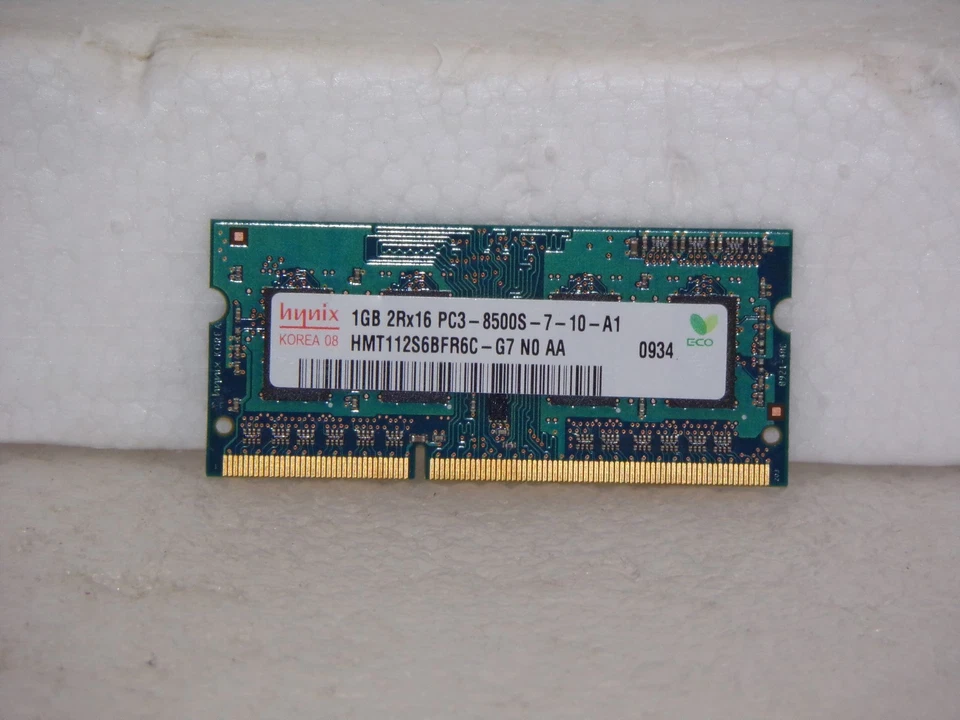 hynix
KOREA 08
1GB 2Rx16 PC3-8500S-7-10-A1
HMT112S6BFR6C-G7 N0 AA
0934
ECO